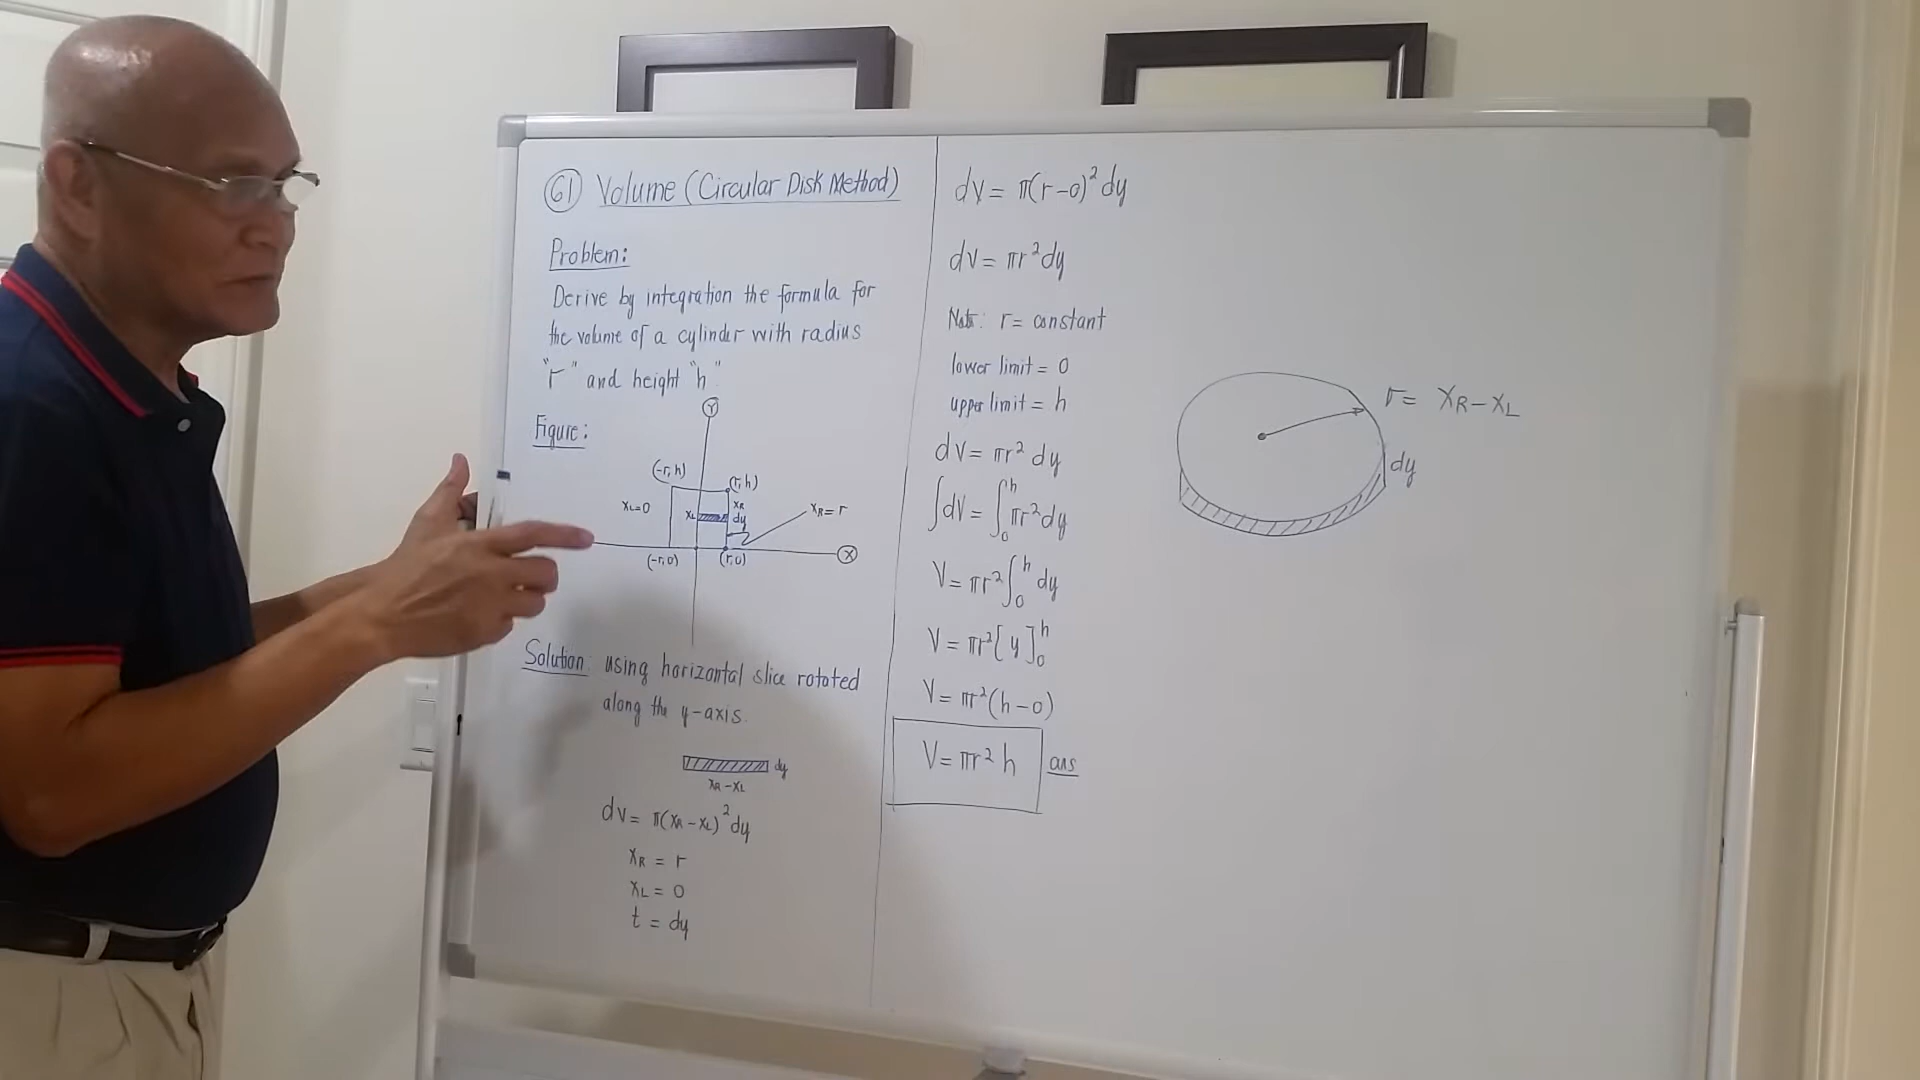 61 Volume (Circular Disk Method)
Problem:
Derive by integration the formula for
the volume of a cylinder with radius
"r" and height "h"
Figure:
Y
(-r, h)
(r, h)
XL=0
XL
XR
dy
XR = r
X
(-r, 0)
(r, 0)
Solution: using horizontal slice rotated
along the y-axis.
dy
XR - XL
dv = π(XR - XL)² dy
XR = r
XL = 0
t = dy
dv = π(r-0)² dy
dv = πr² dy
Note: r = constant
lower limit = 0
upper limit = h
dv = πr² dy
∫dV = ∫₀ʰ πr² dy
V = πr² ∫₀ʰ dy
V = πr² [y]₀ʰ
V = πr² (h-0)
V = πr² h ans
r = XR - XL
dy